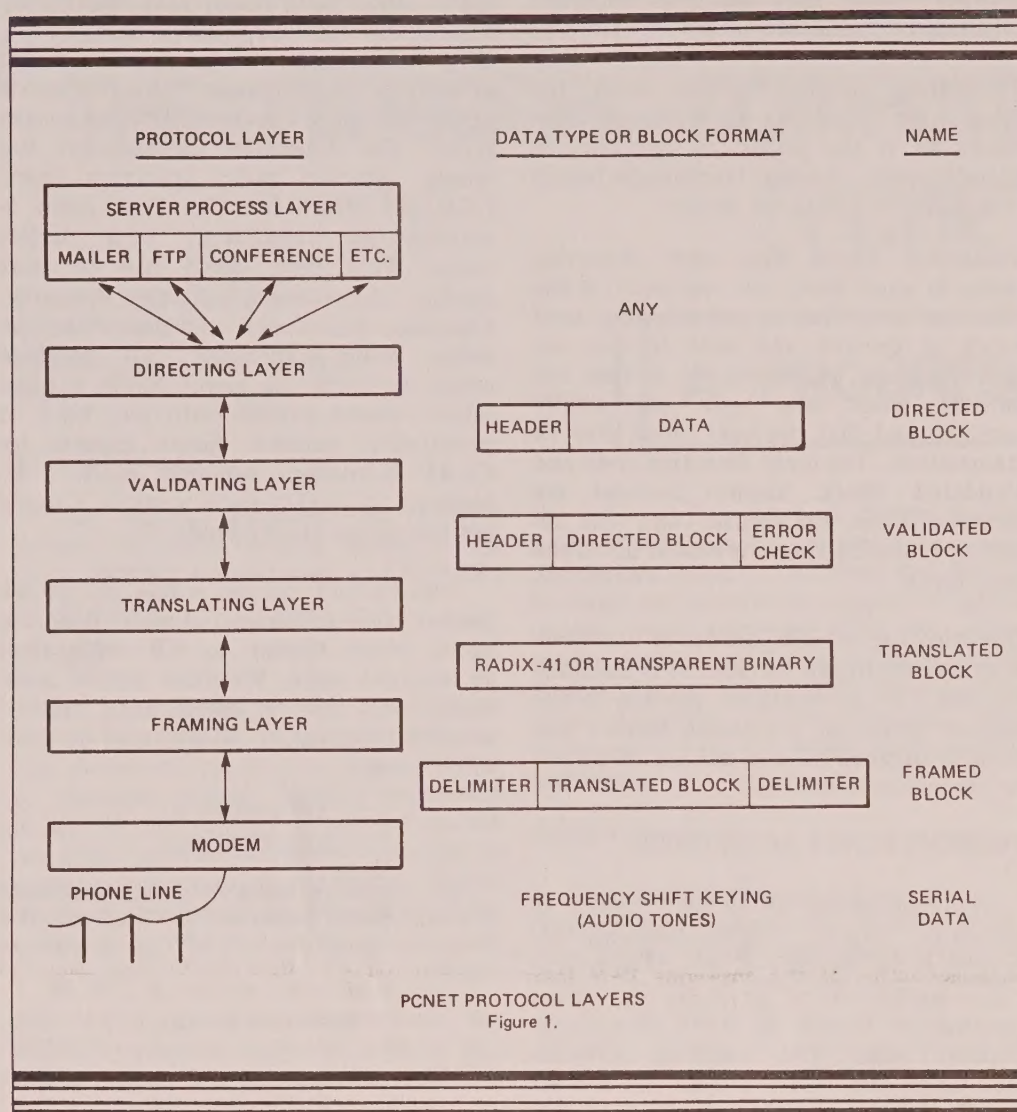 PROTOCOL LAYER DATA TYPE OR BLOCK FORMAT NAME
SERVER PROCESS LAYER
MAILER FTP CONFERENCE ETC.
ANY
DIRECTING LAYER
HEADER DATA DIRECTED BLOCK
VALIDATING LAYER
HEADER DIRECTED BLOCK ERROR CHECK VALIDATED BLOCK
TRANSLATING LAYER
RADIX-41 OR TRANSPARENT BINARY TRANSLATED BLOCK
FRAMING LAYER
DELIMITER TRANSLATED BLOCK DELIMITER FRAMED BLOCK
MODEM
PHONE LINE
FREQUENCY SHIFT KEYING SERIAL
(AUDIO TONES) DATA
PCNET PROTOCOL LAYERS
Figure 1.